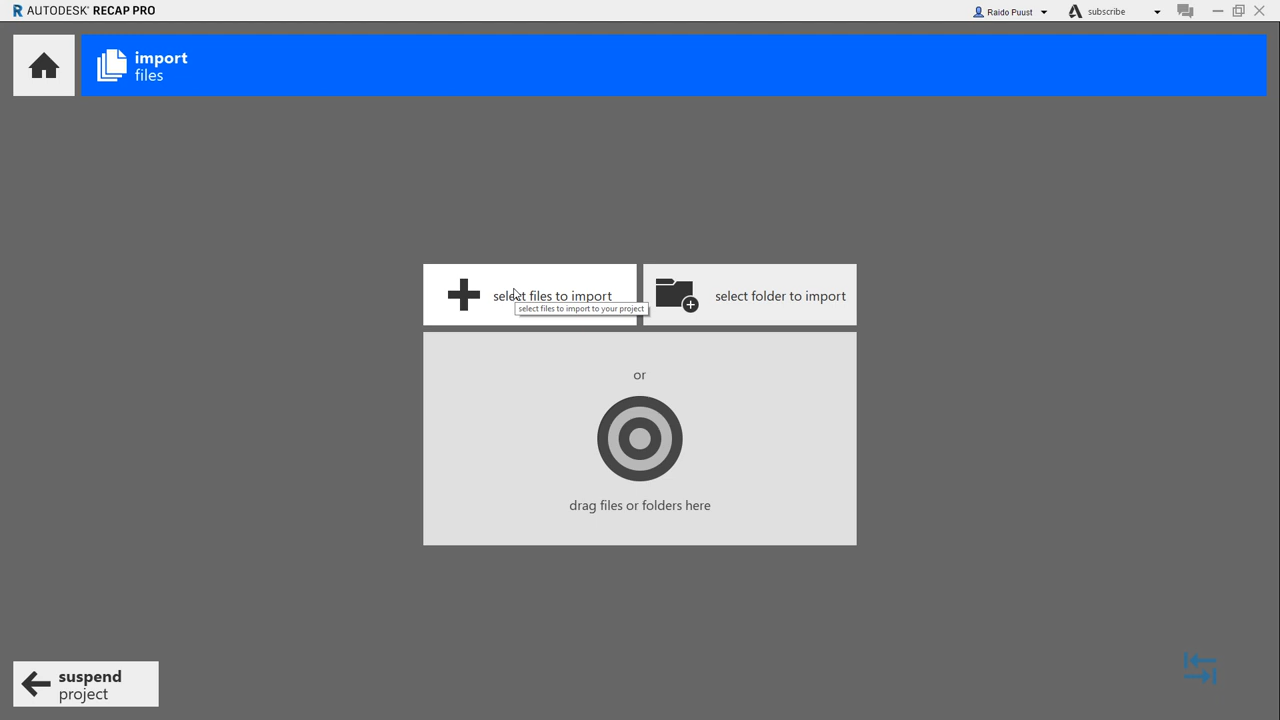 AUTODESK® RECAP PRO
Raido Puust
subscribe
import
files
select files to import
select folder to import
select files to import to your project
or
drag files or folders here
suspend
project